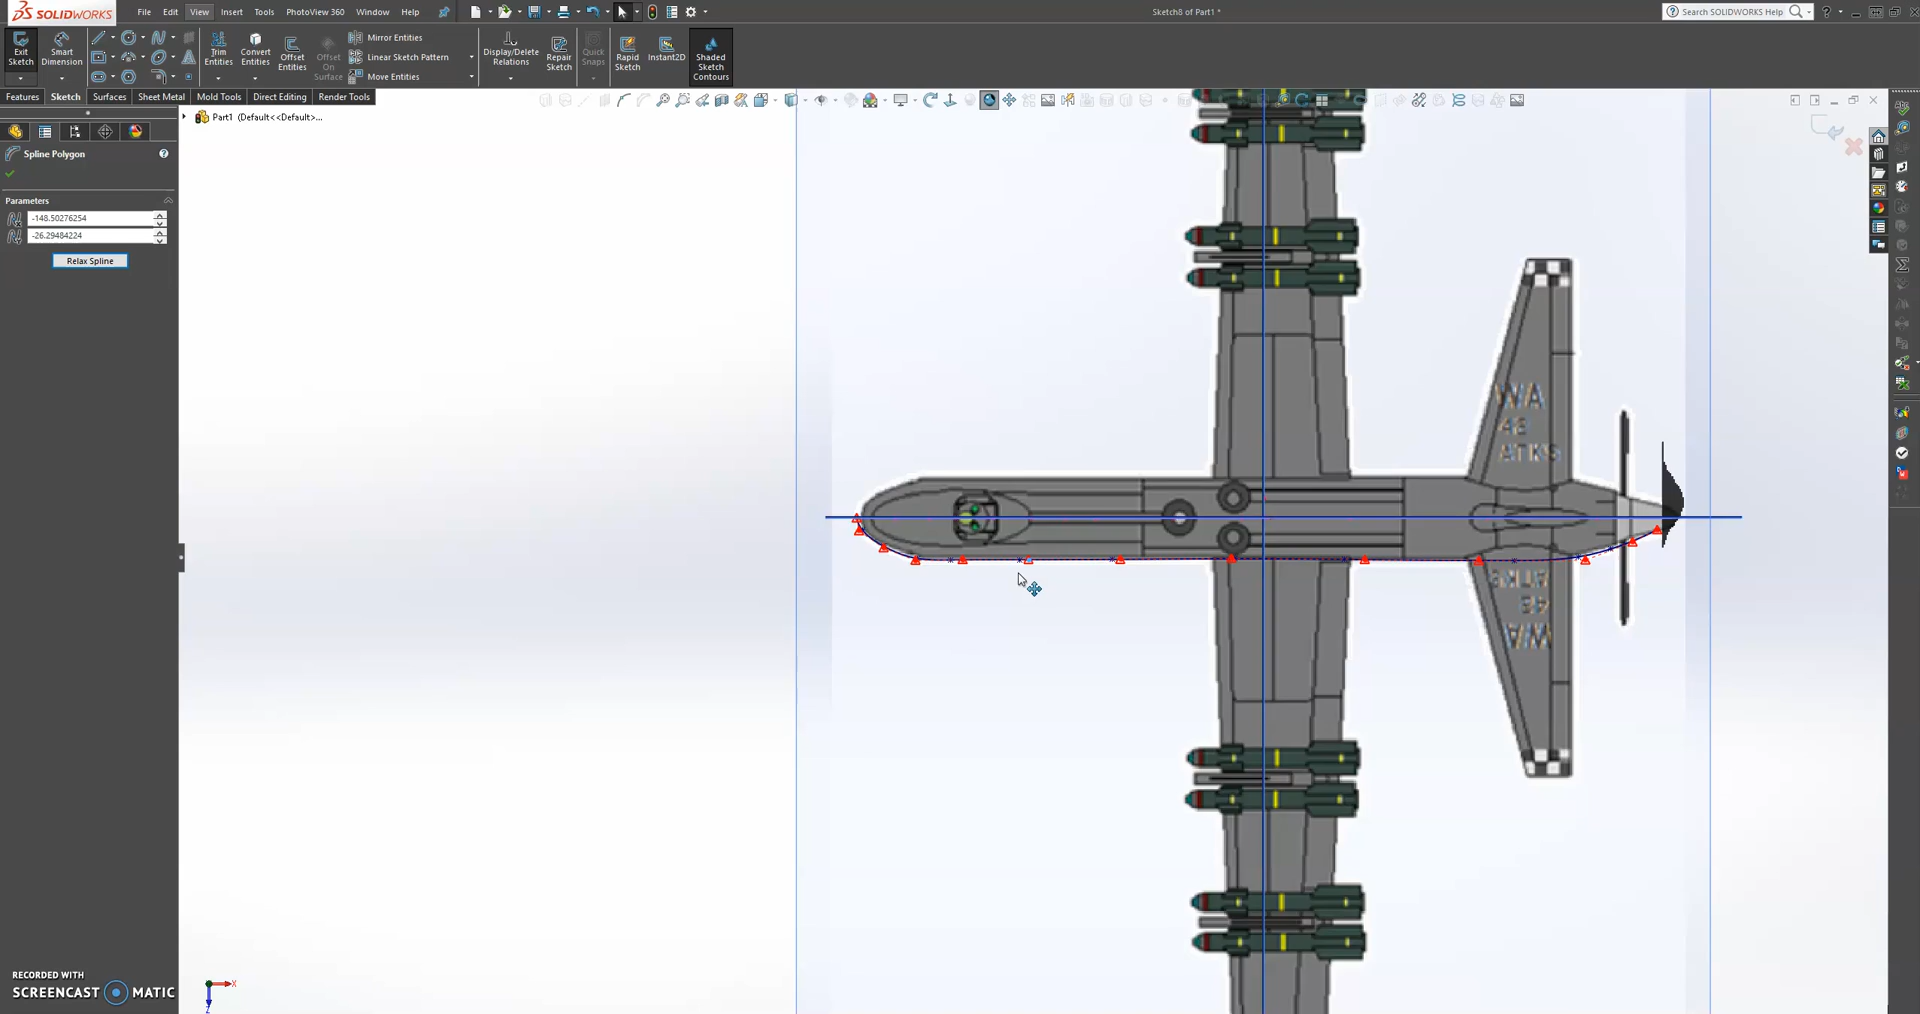 SOLIDWORKS
File Edit View Insert Tools PhotoView 360 Window Help
Sketch8 of Part1 *
Search SOLIDWORKS Help
Exit Sketch
Smart Dimension
Trim Entities
Convert Entities
Offset Entities
Offset On Surface
Mirror Entities
Linear Sketch Pattern
Move Entities
Display/Delete Relations
Repair Sketch
Quick Snaps
Rapid Sketch
Instant2D
Shaded Sketch Contours
Features Sketch Surfaces Sheet Metal Mold Tools Direct Editing Render Tools
Part1 (Default<<Default>...
Spline Polygon
Parameters
-148.50276254
-26.29484224
Relax Spline
WA
48
ATKS
ATKS
48
WA
X
Z
RECORDED WITH
SCREENCAST MATIC